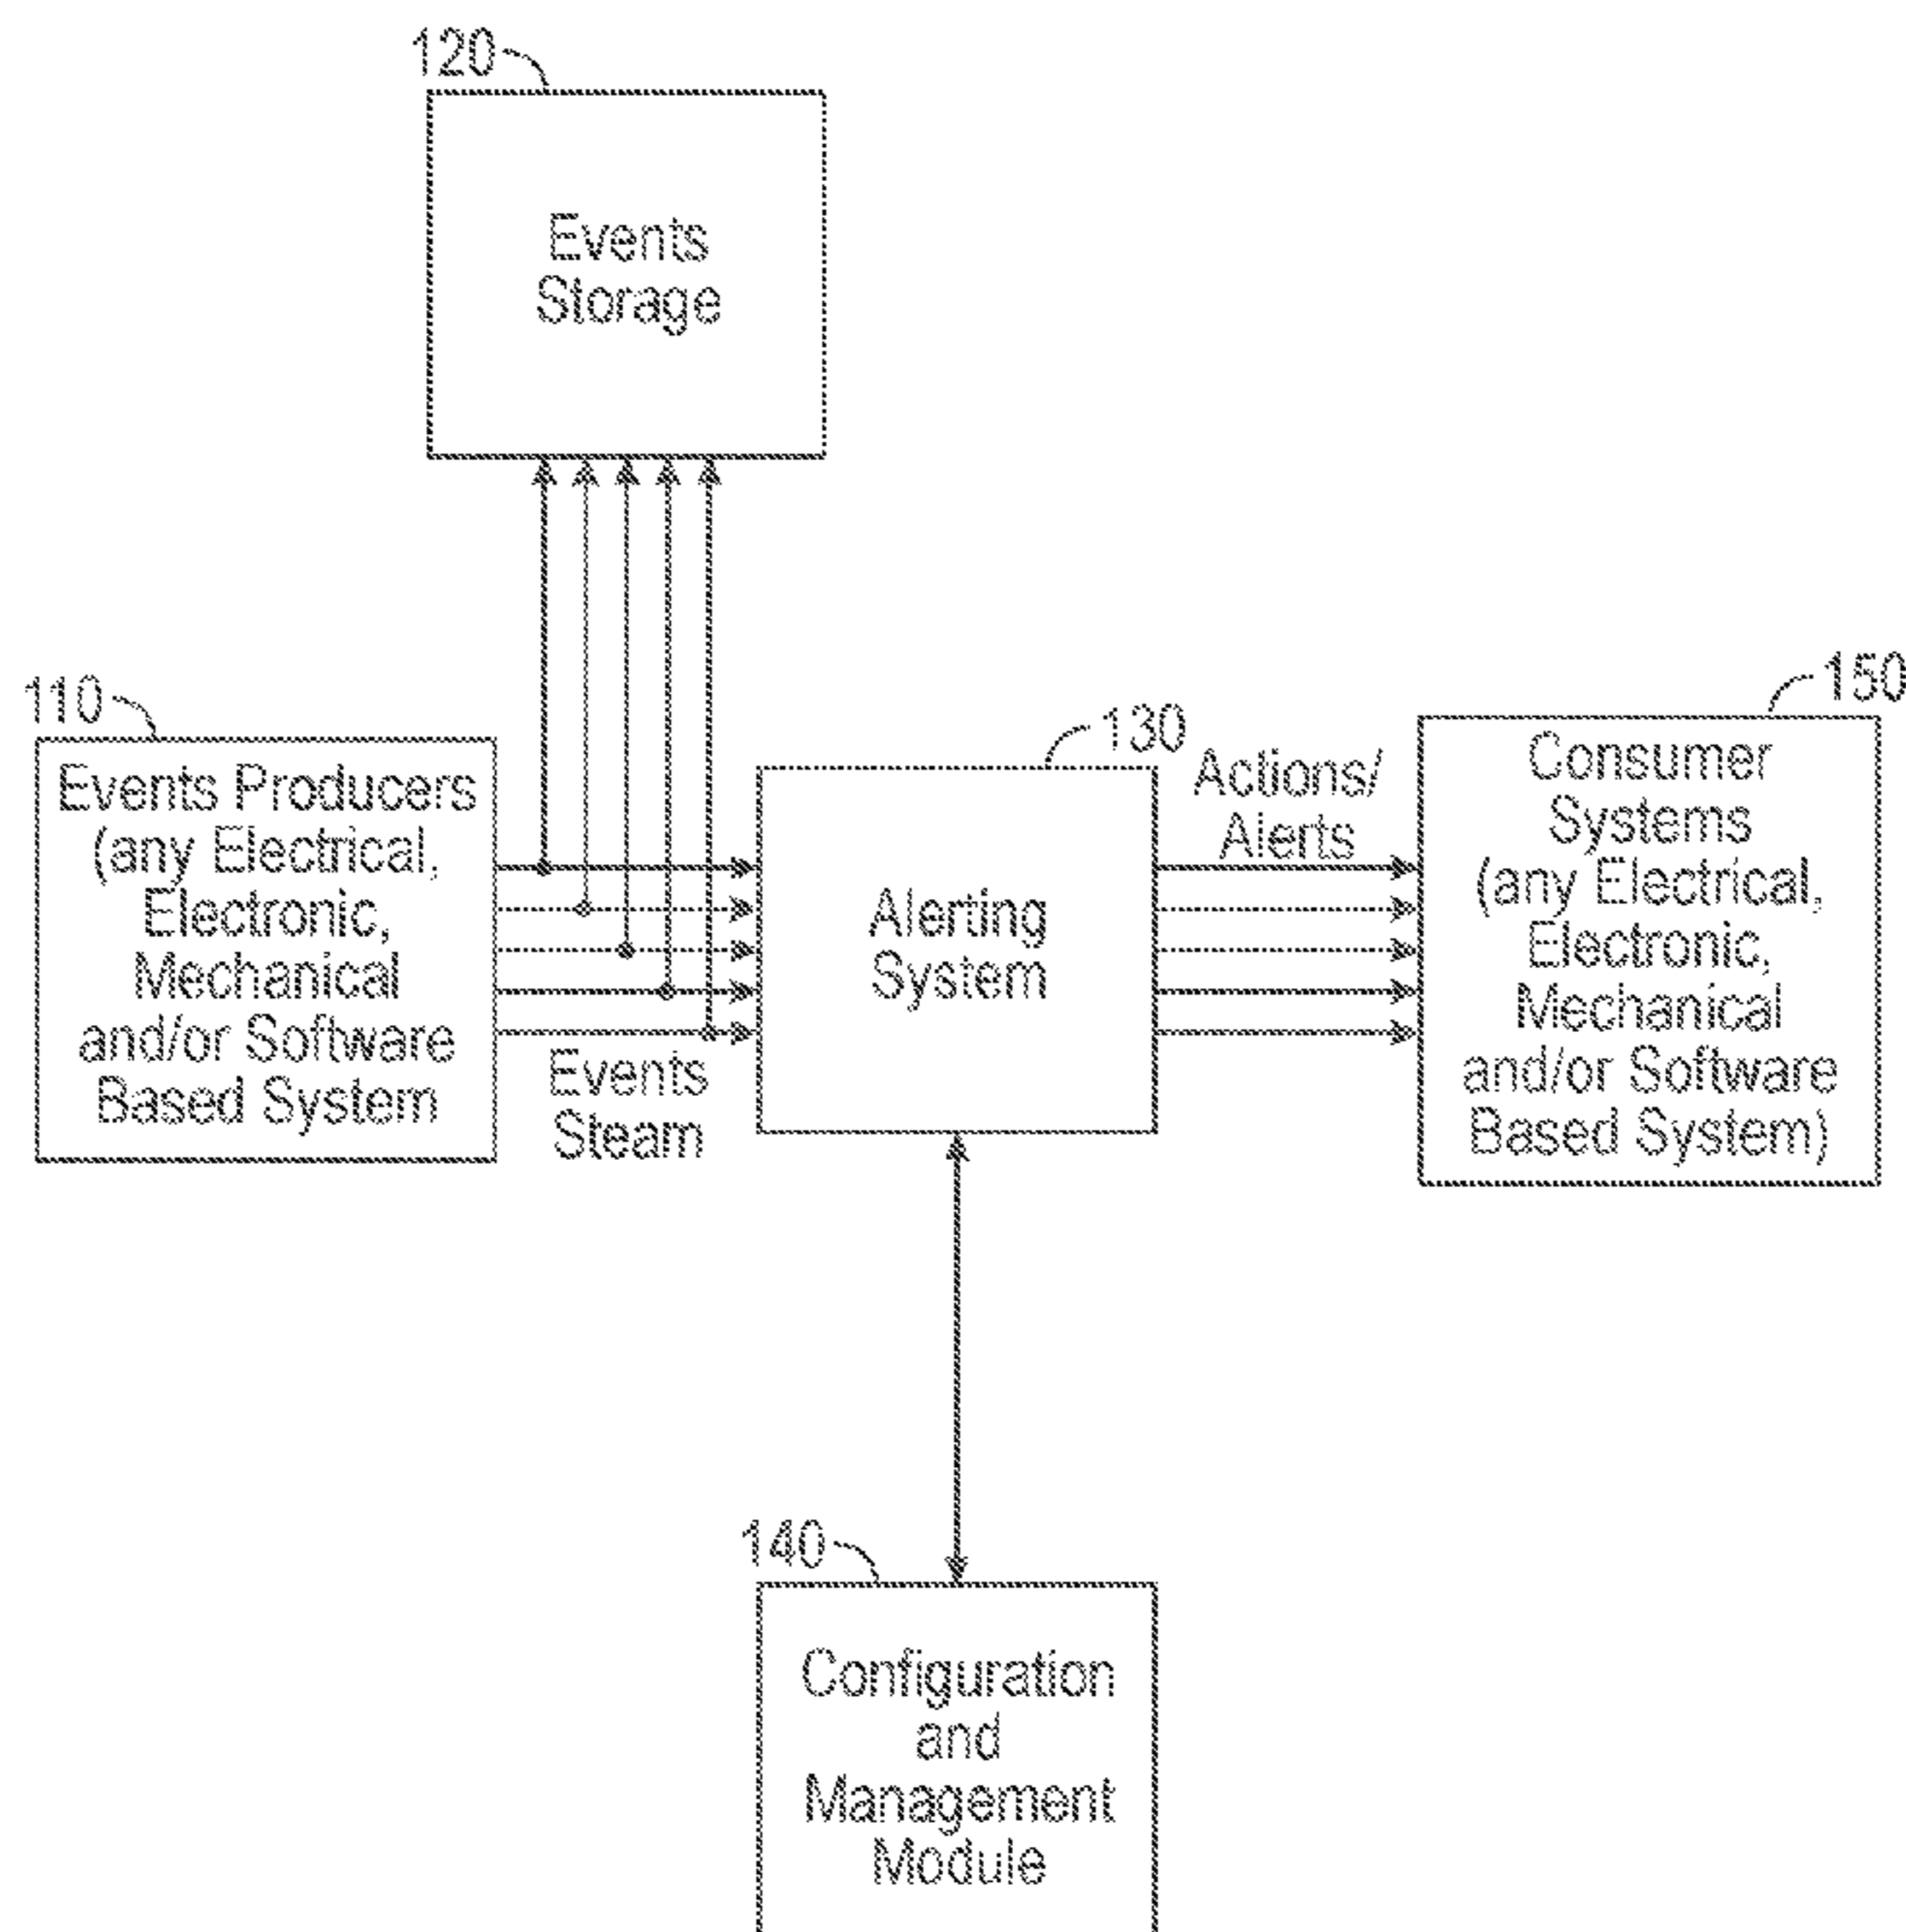 120
Events
Storage
110
Events Producers
(any Electrical,
Electronic,
Mechanical
and/or Software
Based System
Events
Steam
130
Alerting
System
Actions/
Alerts
150
Consumer
Systems
(any Electrical,
Electronic,
Mechanical
and/or Software
Based System)
140
Configuration
and
Management
Module